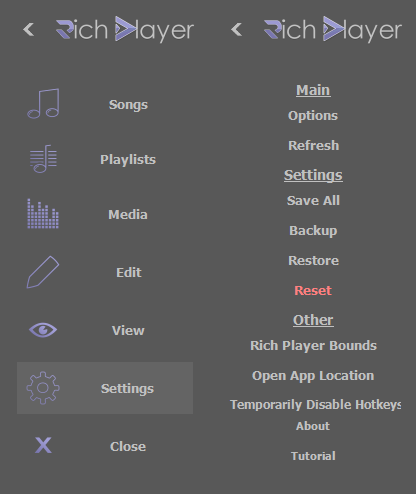 Rich Player
Songs
Playlists
Media
Edit
View
Settings
Close
Rich Player
Main
Options
Refresh
Settings
Save All
Backup
Restore
Reset
Other
Rich Player Bounds
Open App Location
Temporarily Disable Hotkeys
About
Tutorial